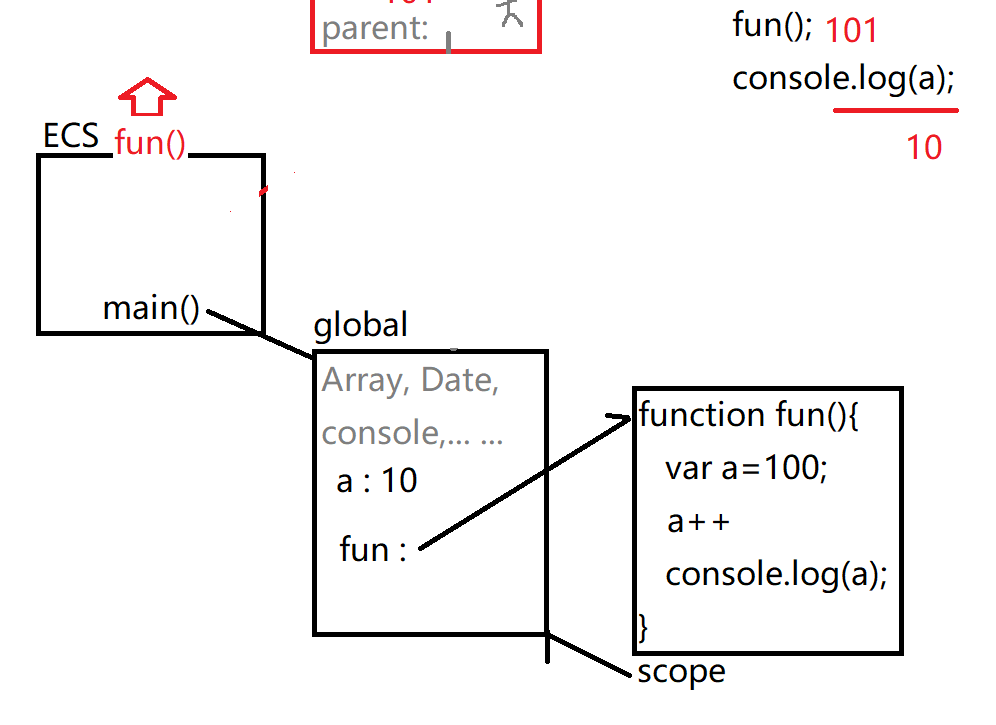 parent:
fun(); 101
console.log(a);
10
ECS fun()
main()
global
Array, Date,
console,... ...
a : 10
fun :
function fun(){
var a=100;
a++
console.log(a);
}
scope